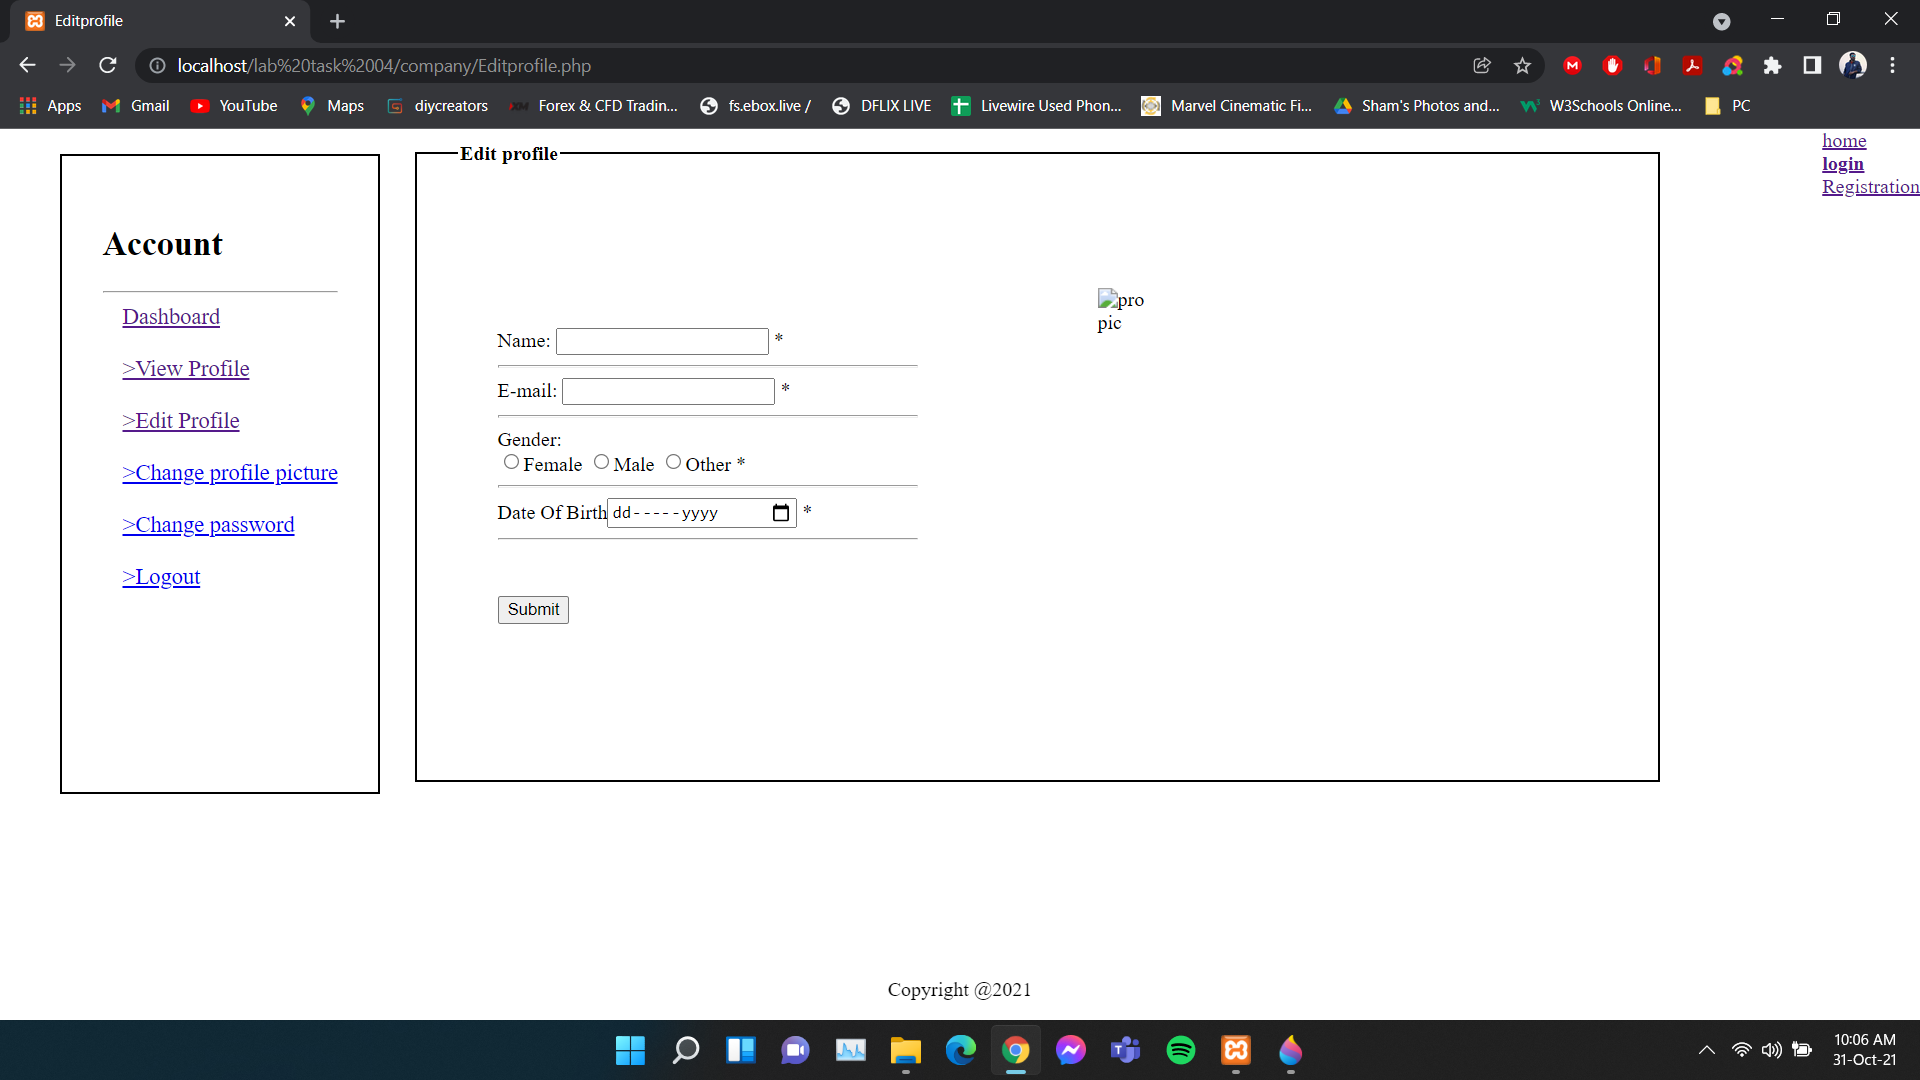 Editprofile
localhost/lab%20task%2004/company/Editprofile.php
Apps Gmail YouTube Maps diycreators Forex & CFD Tradin... fs.ebox.live / DFLIX LIVE Livewire Used Phon... Marvel Cinematic Fi... Sham's Photos and... W3Schools Online... PC
home
login
Registration
Account
Dashboard
>View Profile
>Edit Profile
>Change profile picture
>Change password
>Logout
Edit profile
pro
pic
Name: *
E-mail: *
Gender:
Female Male Other *
Date Of Birth dd-----yyyy *
Submit
Copyright @2021
10:06 AM
31-Oct-21